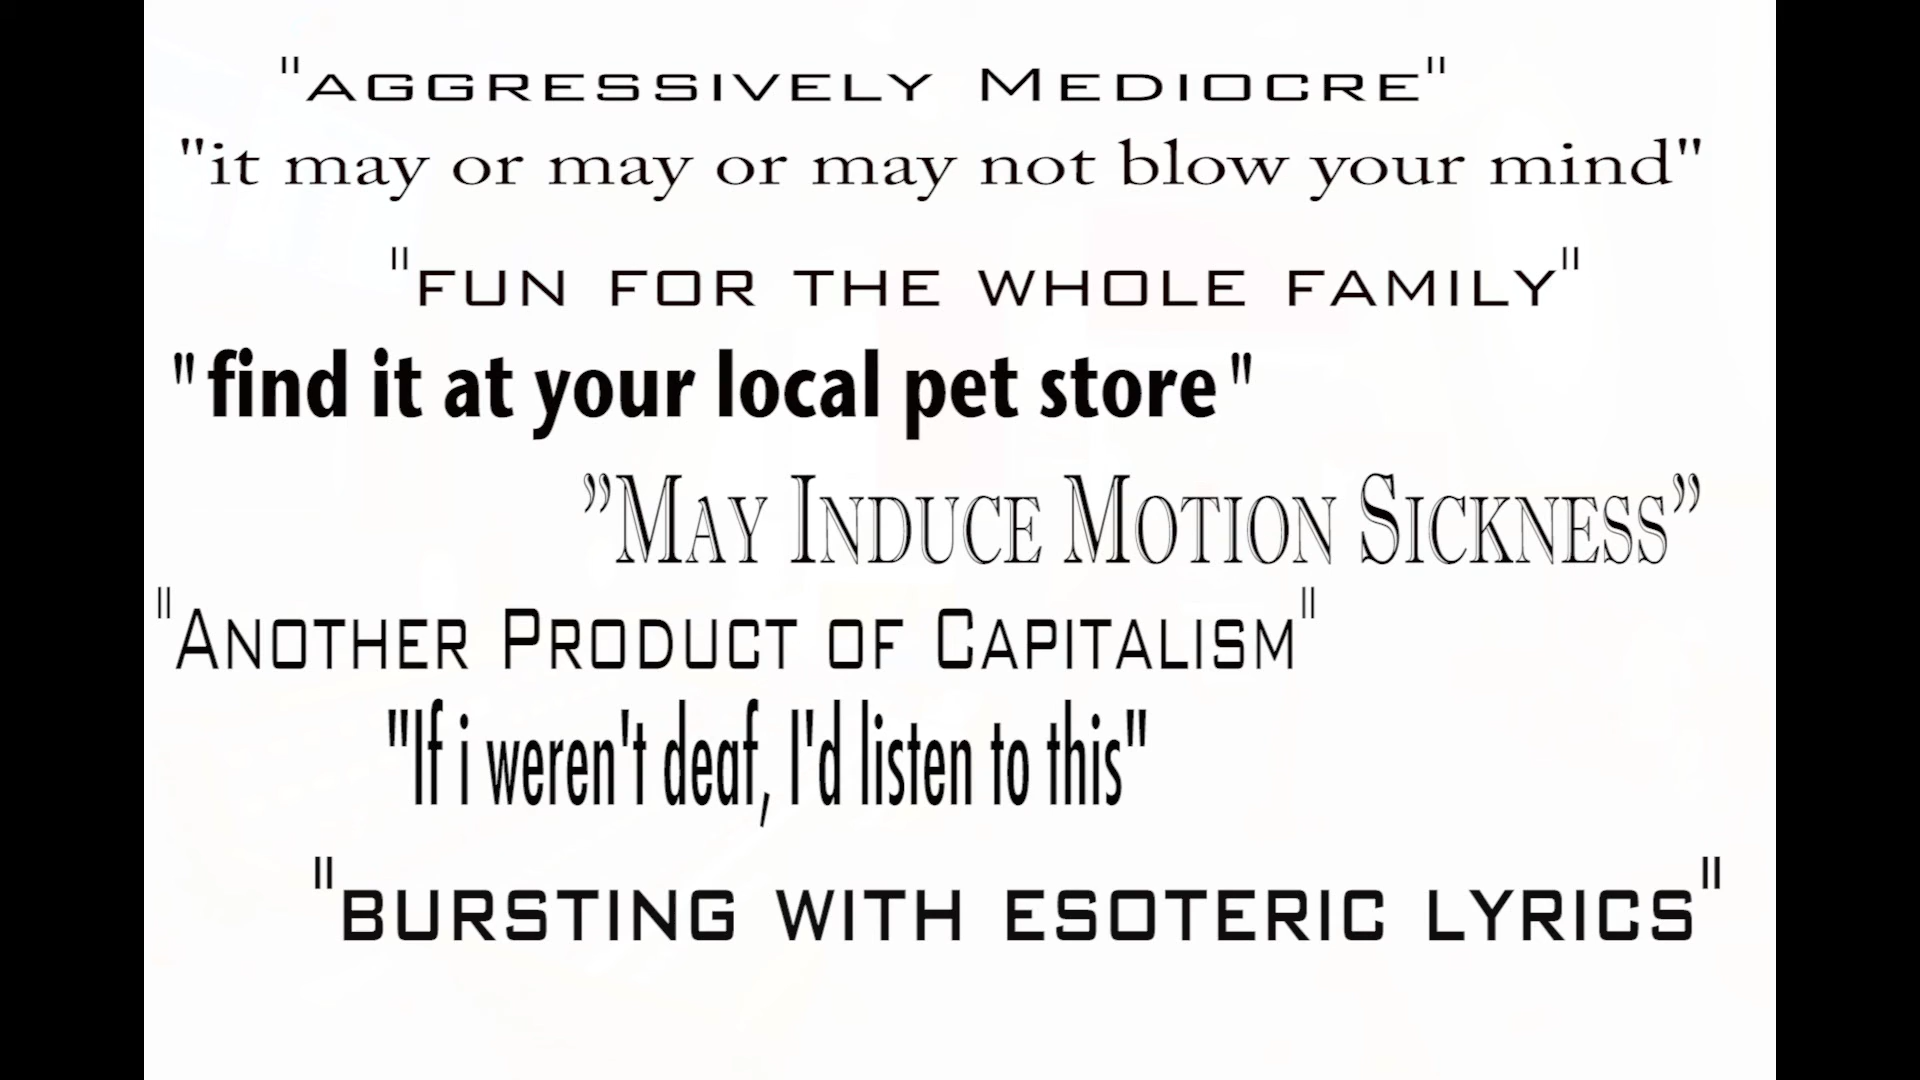 "AGGRESSIVELY MEDIOCRE"
"it may or may or may not blow your mind"
"FUN FOR THE WHOLE FAMILY"
"find it at your local pet store"
”MAY INDUCE MOTION SICKNESS”
"ANOTHER PRODUCT OF CAPITALISM"
"If i weren't deaf, I'd listen to this"
"BURSTING WITH ESOTERIC LYRICS"